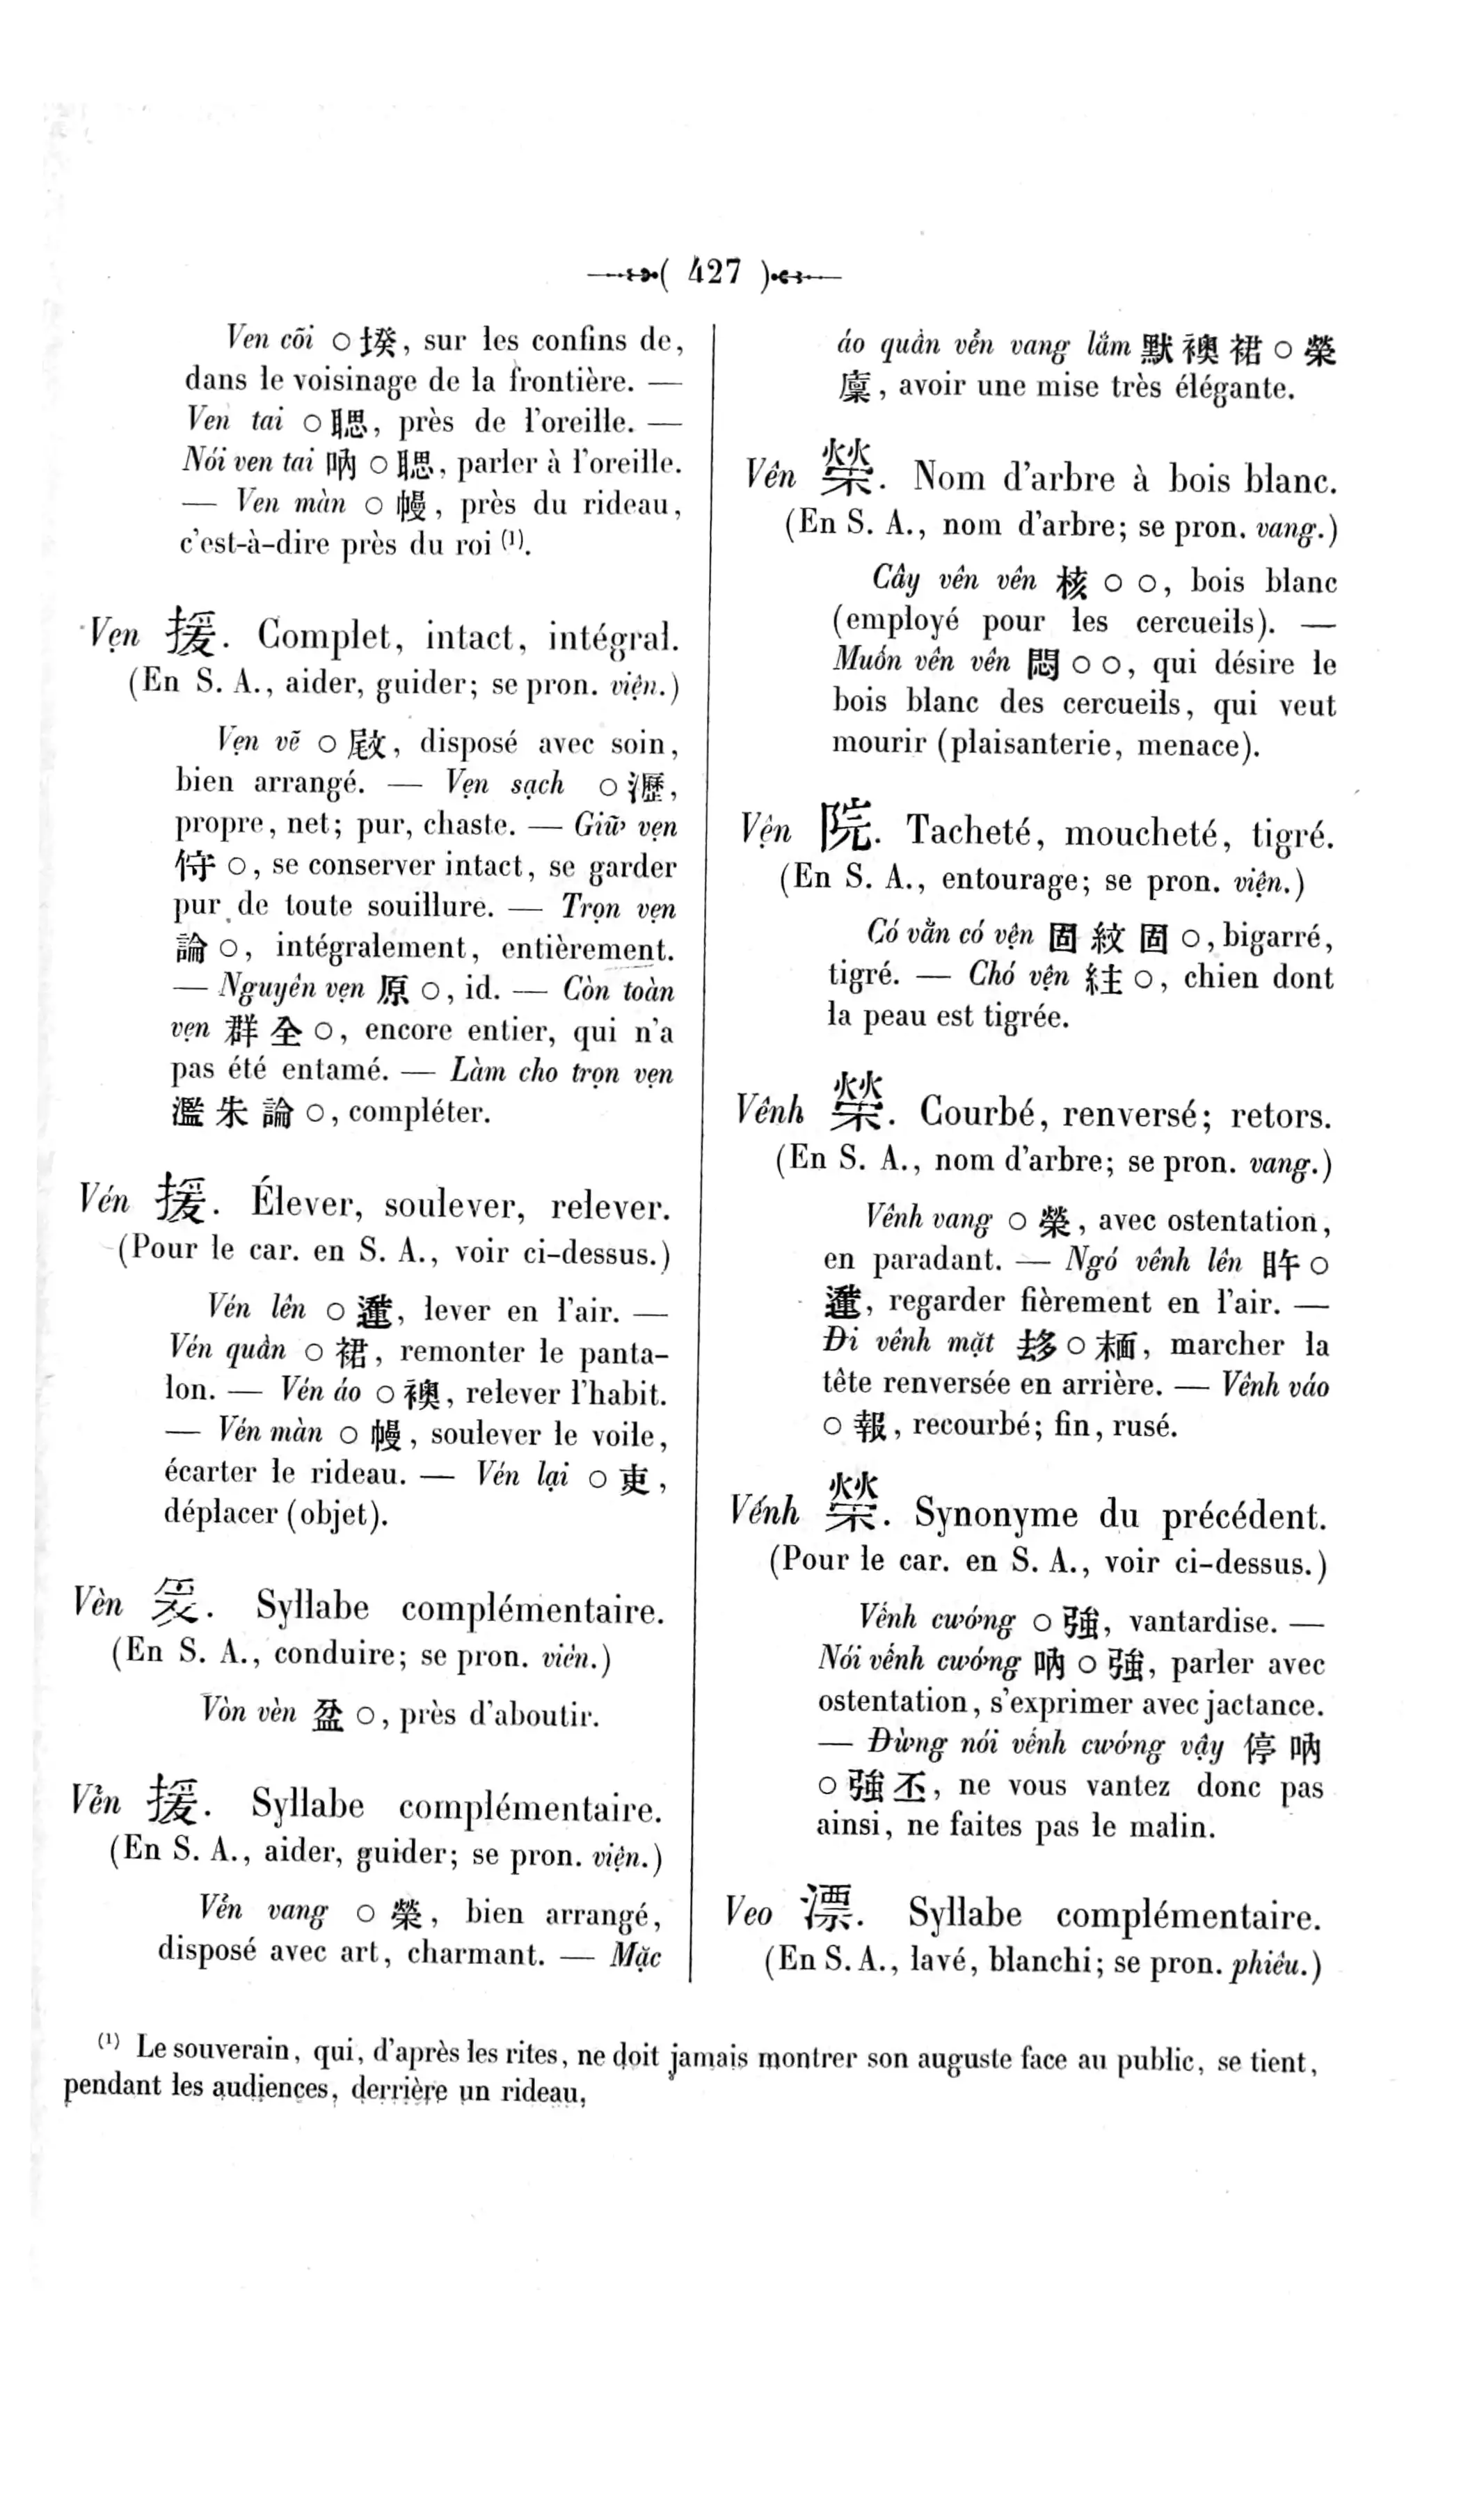 ( 427 )
Ven cõi ○ 𡎝, sur les confins de,
dans le voisinage de la frontière. —
Ven tai ○ 聰, près de l'oreille. —
Nói ven tai 吶 ○ 聰, parler à l'oreille.
— Ven màn ○ 幔, près du rideau,
c'est-à-dire près du roi (1).
Vẹn 援. Complet, intact, intégral.
(En S. A., aider, guider; se pron. viện.)
Vẹn vẽ ○, disposé avec soin,
bien arrangé. — Vẹn sạch ○ 瀝,
propre, net; pur, chaste. — Giữ vẹn
○, se conserver intact, se garder
pur de toute souillure. — Trọn vẹn
論 ○, intégralement, entièrement.
— Nguyên vẹn 原 ○, id. — Còn toàn
vẹn 群 全 ○, encore entier, qui n'a
pas été entamé. — Làm cho trọn vẹn
濫 朱 論 ○, compléter.
Vén 援. Élever, soulever, relever.
(Pour le car. en S. A., voir ci-dessus.)
Vén lên ○, lever en l'air. —
Vén quần ○ 裙, remonter le panta-
lon. — Vén áo ○ 襖, relever l'habit.
— Vén màn ○ 幔, soulever le voile,
écarter le rideau. — Vén lại ○ 吏,
déplacer (objet).
Vèn 爰. Syllabe complémentaire.
(En S. A., conduire; se pron. viên.)
Vòn vèn 盆 ○, près d'aboutir.
Vẻn 援. Syllabe complémentaire.
(En S. A., aider, guider; se pron. viện.)
Vẻn vang ○ 榮, bien arrangé,
disposé avec art, charmant. — Mặc
áo quần vẻn vang lắm 默 襖 裙 ○ 榮
廩, avoir une mise très élégante.
Vên 榮. Nom d'arbre à bois blanc.
(En S. A., nom d'arbre; se pron. vang.)
Cây vên vên 核 ○ ○, bois blanc
(employé pour les cercueils). —
Muốn vên vên 悶 ○ ○, qui désire le
bois blanc des cercueils, qui veut
mourir (plaisanterie, menace).
Vện 院. Tacheté, moucheté, tigré.
(En S. A., entourage; se pron. viện.)
Có vằn có vện 固 紋 固 ○, bigarré,
tigré. — Chó vện 絓 ○, chien dont
la peau est tigrée.
Vênh 榮. Courbé, renversé; retors.
(En S. A., nom d'arbre; se pron. vang.)
Vênh vang ○ 榮, avec ostentation,
en paradant. — Ngó vênh lên ○
regarder fièrement en l'air. —
Đi vênh mặt 𠫾 ○ 𩈘, marcher la
tête renversée en arrière. — Vênh váo
○ 報, recourbé; fin, rusé.
Vếnh 榮. Synonyme du précédent.
(Pour le car. en S. A., voir ci-dessus.)
Vếnh cướng ○ 強, vantardise. —
Nói vếnh cướng 吶 ○ 強, parler avec
ostentation, s'exprimer avec jactance.
— Đừng nói vếnh cướng vậy 停 吶
○ 強 丕, ne vous vantez donc pas
ainsi, ne faites pas le malin.
Veo 漂. Syllabe complémentaire.
(En S. A., lavé, blanchi; se pron. phiêu.)
(1) Le souverain, qui, d'après les rites, ne doit jamais montrer son auguste face au public, se tient,
pendant les audiences, derrière un rideau,